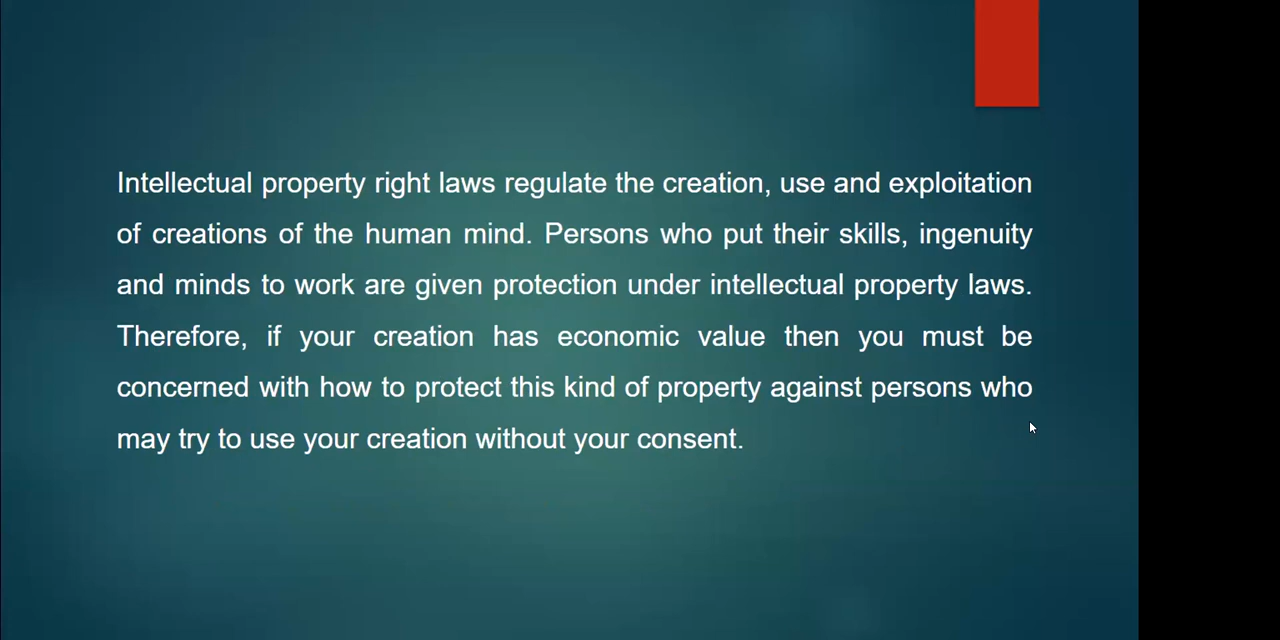 Intellectual property right laws regulate the creation, use and exploitation
of creations of the human mind. Persons who put their skills, ingenuity
and minds to work are given protection under intellectual property laws.
Therefore, if your creation has economic value then you must be
concerned with how to protect this kind of property against persons who
may try to use your creation without your consent.